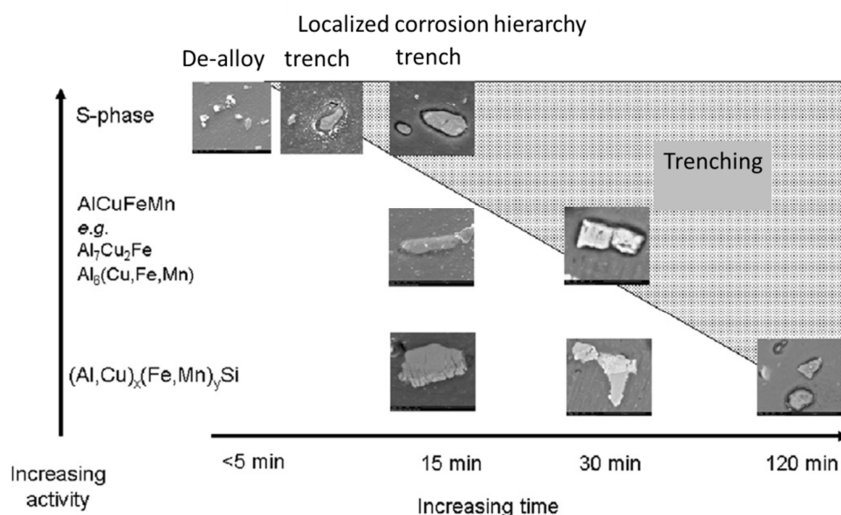 Localized corrosion hierarchy
De-alloy trench trench
S-phase
Trenching
AlCuFeMn
e.g.
Al₇Cu₂Fe
Al₆(Cu,Fe,Mn)
(Al,Cu)ₓ(Fe,Mn)ᵧSi
<5 min 15 min 30 min 120 min
Increasing
activity
Increasing time